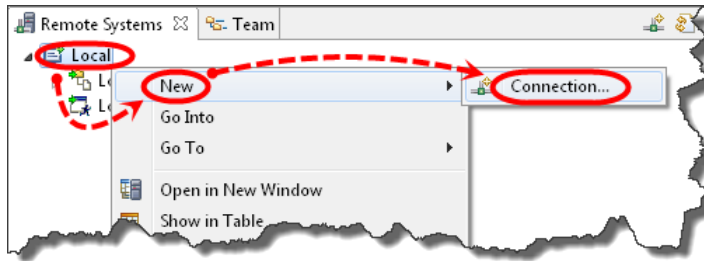 Remote Systems Team
Local
New Connection...
Go Into
Go To
Open in New Window
Show in Table